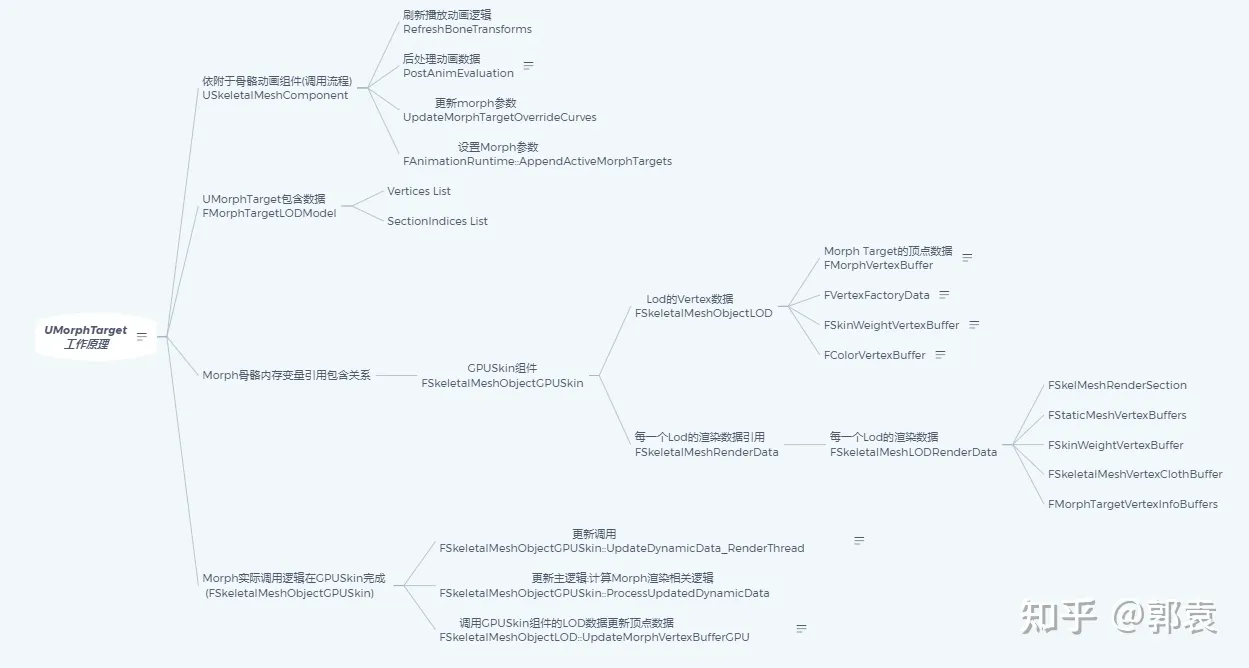 UMorphTarget
工作原理
依附于骨骼动画组件(调用流程)
USkeletalMeshComponent
刷新播放动画逻辑
RefreshBoneTransforms
后处理动画数据
PostAnimEvaluation
更新morph参数
UpdateMorphTargetOverrideCurves
设置Morph参数
FAnimationRuntime::AppendActiveMorphTargets
UMorphTarget包含数据
FMorphTargetLODModel
Vertices List
SectionIndices List
Morph骨骼内存变量引用包含关系
GPUSkin组件
FSkeletalMeshObjectGPUSkin
Lod的Vertex数据
FSkeletalMeshObjectLOD
Morph Target的顶点数据
FMorphVertexBuffer
FVertexFactoryData
FSkinWeightVertexBuffer
FColorVertexBuffer
每一个Lod的渲染数据引用
FSkeletalMeshRenderData
每一个Lod的渲染数据
FSkeletalMeshLODRenderData
FSkelMeshRenderSection
FStaticMeshVertexBuffers
FSkinWeightVertexBuffer
FSkeletalMeshVertexClothBuffer
FMorphTargetVertexInfoBuffers
Morph实际调用逻辑在GPUSkin完成
(FSkeletalMeshObjectGPUSkin)
更新调用
FSkeletalMeshObjectGPUSkin::UpdateDynamicData_RenderThread
更新主逻辑:计算Morph渲染相关逻辑
FSkeletalMeshObjectGPUSkin::ProcessUpdatedDynamicData
调用GPUSkin组件的LOD数据更新顶点数据
FSkeletalMeshObjectLOD::UpdateMorphVertexBufferGPU
知乎 @郭袁